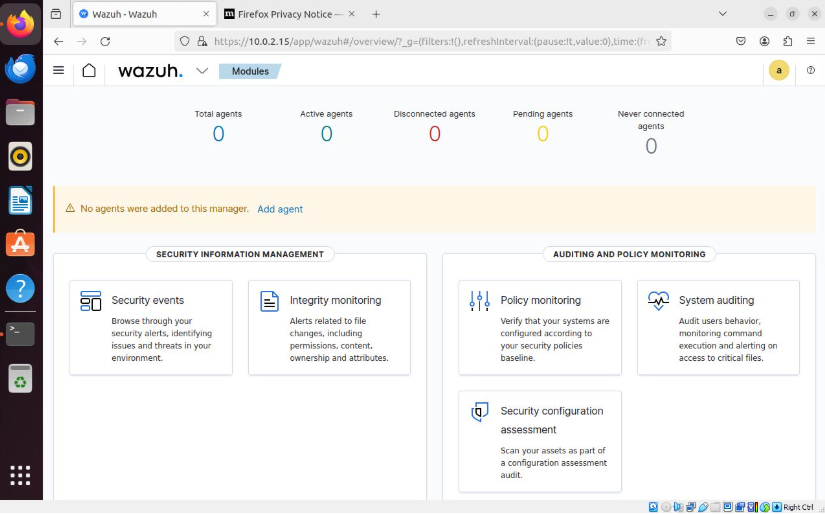 Wazuh - Wazuh
Firefox Privacy Notice —
https://10.0.2.15/app/wazuh#/overview/?_g=(filters:!(),refreshInterval:(pause:!t,value:0),time:(fr
wazuh.
Modules
a
Total agents
0
Active agents
0
Disconnected agents
0
Pending agents
0
Never connected
agents
0
No agents were added to this manager. Add agent
SECURITY INFORMATION MANAGEMENT
Security events
Browse through your
security alerts, identifying
issues and threats in your
environment.
Integrity monitoring
Alerts related to file
changes, including
permissions, content,
ownership and attributes.
AUDITING AND POLICY MONITORING
Policy monitoring
Verify that your systems are
configured according to
your security policies
baseline.
System auditing
Audit users behavior,
monitoring command
execution and alerting on
access to critical files.
Security configuration
assessment
Scan your assets as part of
a configuration assessment
audit.
Right Ctrl